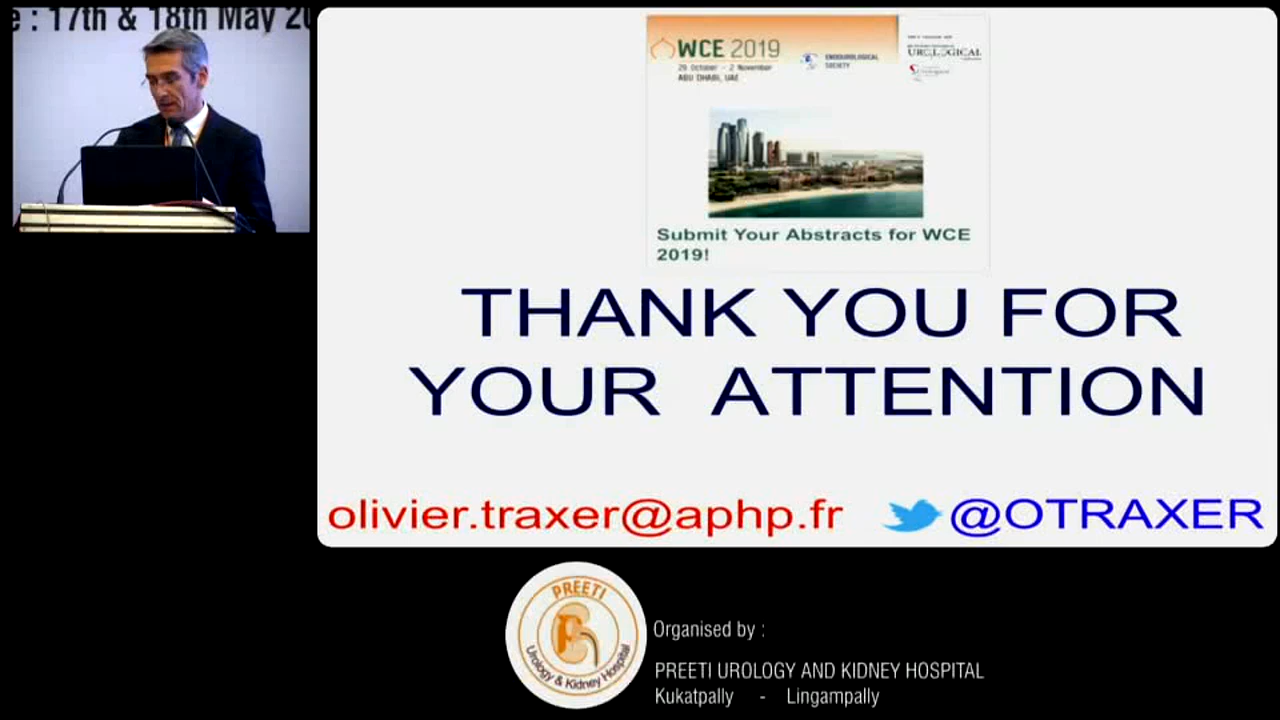 e : 17th & 18th May 20
WCE 2019
29 October - 2 November
ABU DHABI, UAE
ENDOUROLOGICAL
SOCIETY
UROLOGICAL
Submit Your Abstracts for WCE
2019!
THANK YOU FOR
YOUR ATTENTION
olivier.traxer@aphp.fr @OTRAXER
PREETI
Urology & Kidney Hospital
Organised by :
PREETI UROLOGY AND KIDNEY HOSPITAL
Kukatpally - Lingampally